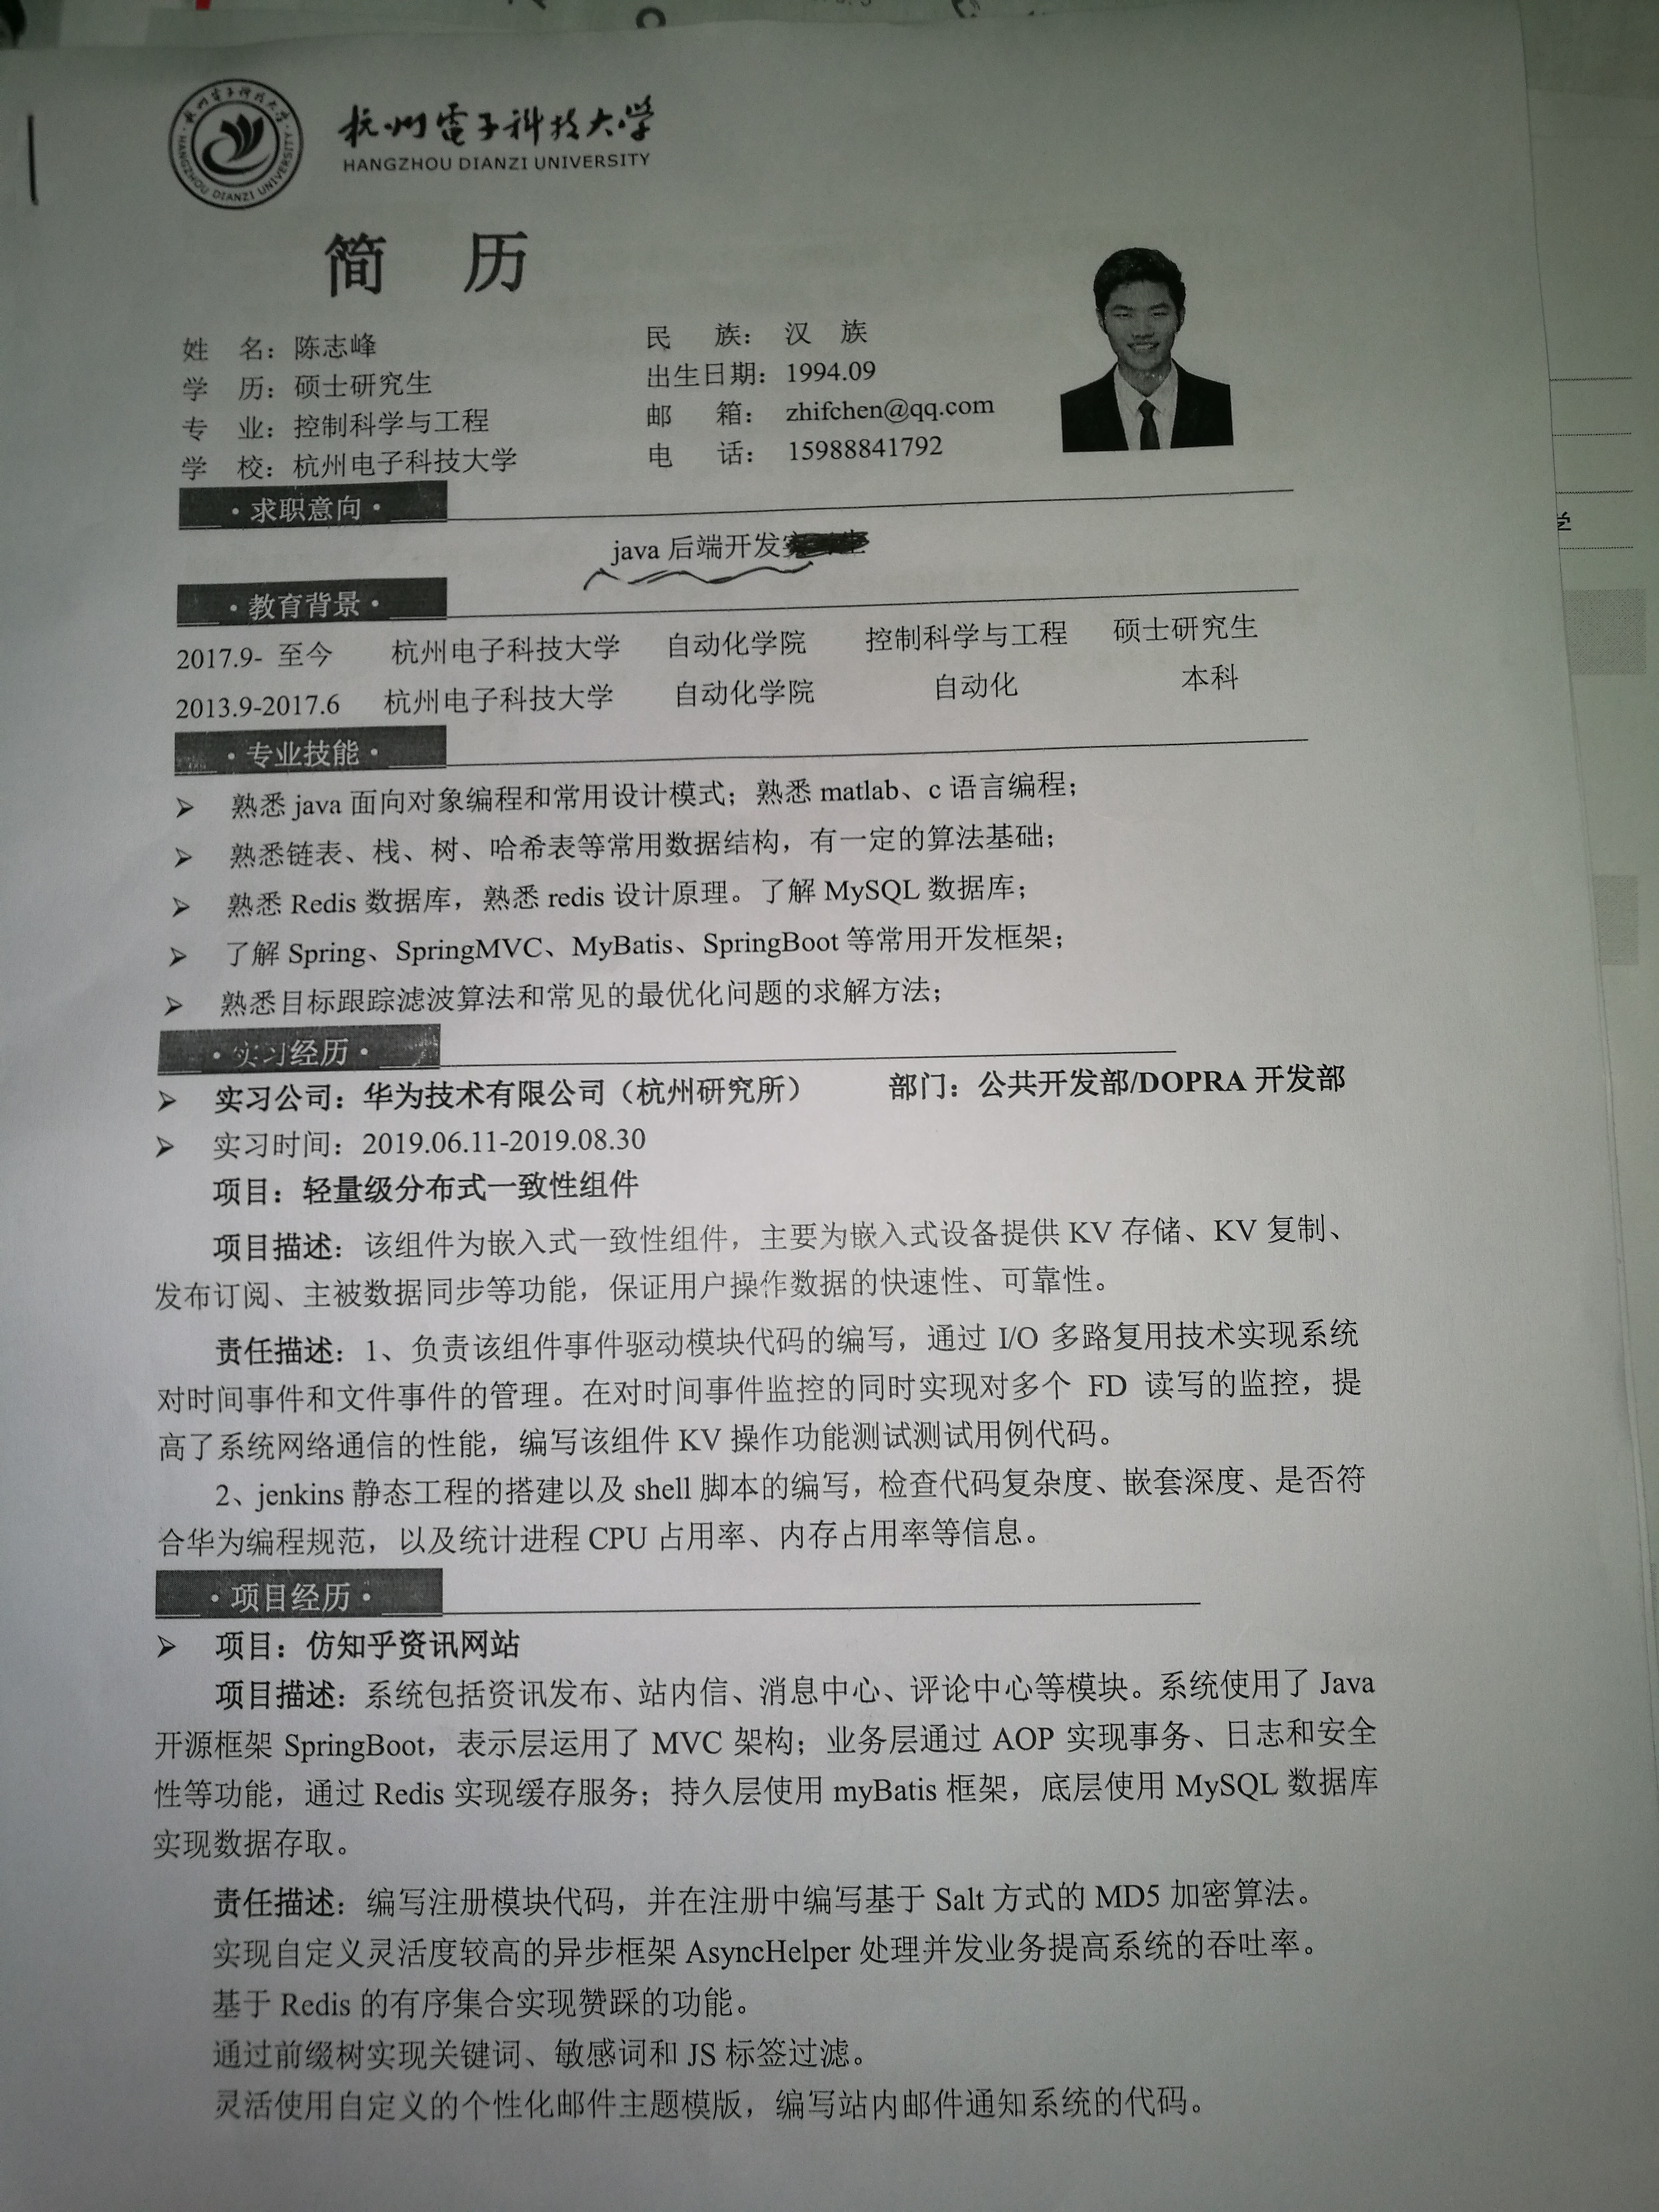 杭州電子科技大学
HANGZHOU DIANZI UNIVERSITY
简 历
姓 名：陈志峰 民 族：汉 族
学 历：硕士研究生 出生日期：1994.09
专 业：控制科学与工程 邮 箱：zhifchen@qq.com
学 校：杭州电子科技大学 电 话：15988841792
·求职意向·
java 后端开发
·教育背景·
2017.9- 至今 杭州电子科技大学 自动化学院 控制科学与工程 硕士研究生
2013.9-2017.6 杭州电子科技大学 自动化学院 自动化 本科
·专业技能·
➢ 熟悉 java 面向对象编程和常用设计模式；熟悉 matlab、c 语言编程；
➢ 熟悉链表、栈、树、哈希表等常用数据结构，有一定的算法基础；
➢ 熟悉 Redis 数据库，熟悉 redis 设计原理。了解 MySQL 数据库；
➢ 了解 Spring、SpringMVC、MyBatis、SpringBoot 等常用开发框架；
➢ 熟悉目标跟踪滤波算法和常见的最优化问题的求解方法；
·实习经历·
➢ 实习公司：华为技术有限公司（杭州研究所） 部门：公共开发部/DOPRA 开发部
➢ 实习时间：2019.06.11-2019.08.30
项目：轻量级分布式一致性组件
项目描述：该组件为嵌入式一致性组件，主要为嵌入式设备提供 KV 存储、KV 复制、
发布订阅、主被数据同步等功能，保证用户操作数据的快速性、可靠性。
责任描述：1、负责该组件事件驱动模块代码的编写，通过 I/O 多路复用技术实现系统
对时间事件和文件事件的管理。在对时间事件监控的同时实现对多个 FD 读写的监控，提
高了系统网络通信的性能，编写该组件 KV 操作功能测试测试用例代码。
2、jenkins 静态工程的搭建以及 shell 脚本的编写，检查代码复杂度、嵌套深度、是否符
合华为编程规范，以及统计进程 CPU 占用率、内存占用率等信息。
·项目经历·
➢ 项目：仿知乎资讯网站
项目描述：系统包括资讯发布、站内信、消息中心、评论中心等模块。系统使用了 Java
开源框架 SpringBoot，表示层运用了 MVC 架构；业务层通过 AOP 实现事务、日志和安全
性等功能，通过 Redis 实现缓存服务；持久层使用 myBatis 框架，底层使用 MySQL 数据库
实现数据存取。
责任描述：编写注册模块代码，并在注册中编写基于 Salt 方式的 MD5 加密算法。
实现自定义灵活度较高的异步框架 AsyncHelper 处理并发业务提高系统的吞吐率。
基于 Redis 的有序集合实现赞踩的功能。
通过前缀树实现关键词、敏感词和 JS 标签过滤。
灵活使用自定义的个性化邮件主题模版，编写站内邮件通知系统的代码。